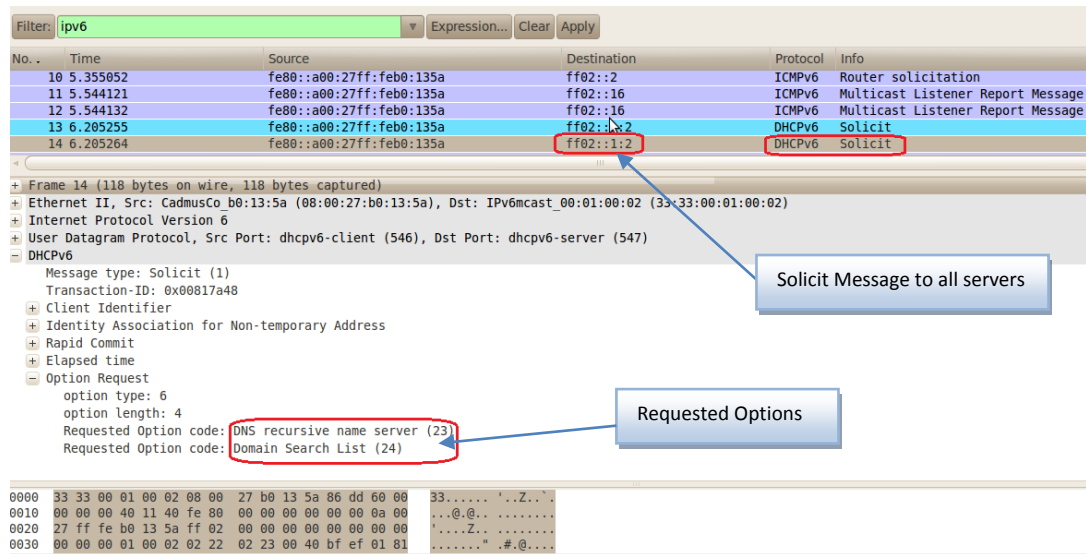 Filter: ipv6 Expression... Clear Apply
No. . Time Source Destination Protocol Info
10 5.355052 fe80::a00:27ff:feb0:135a ff02::2 ICMPv6 Router solicitation
11 5.544121 fe80::a00:27ff:feb0:135a ff02::16 ICMPv6 Multicast Listener Report Message
12 5.544132 fe80::a00:27ff:feb0:135a ff02::16 ICMPv6 Multicast Listener Report Message
13 6.205255 fe80::a00:27ff:feb0:135a DHCPv6 Solicit
14 6.205264 fe80::a00:27ff:feb0:135a ff02::1:2 DHCPv6 Solicit
+ Frame 14 (118 bytes on wire, 118 bytes captured)
+ Ethernet II, Src: CadmusCo_b0:13:5a (08:00:27:b0:13:5a), Dst: IPv6mcast_00:01:00:02 (33:33:00:01:00:02)
+ Internet Protocol Version 6
+ User Datagram Protocol, Src Port: dhcpv6-client (546), Dst Port: dhcpv6-server (547)
− DHCPv6
Message type: Solicit (1)
Transaction-ID: 0x00817a48
+ Client Identifier
+ Identity Association for Non-temporary Address
+ Rapid Commit
+ Elapsed time
− Option Request
option type: 6
option length: 4
Requested Option code: DNS recursive name server (23)
Requested Option code: Domain Search List (24)
Solicit Message to all servers
Requested Options
0000 33 33 00 01 00 02 08 00 27 b0 13 5a 86 dd 60 00 33...... '..Z..`.
0010 00 00 00 40 11 40 fe 80 00 00 00 00 00 00 0a 00 ...@.@.. ........
0020 27 ff fe b0 13 5a ff 02 00 00 00 00 00 00 00 00 '....Z.. ........
0030 00 00 00 01 00 02 02 22 02 23 00 40 bf ef 01 81 ......." .#.@....